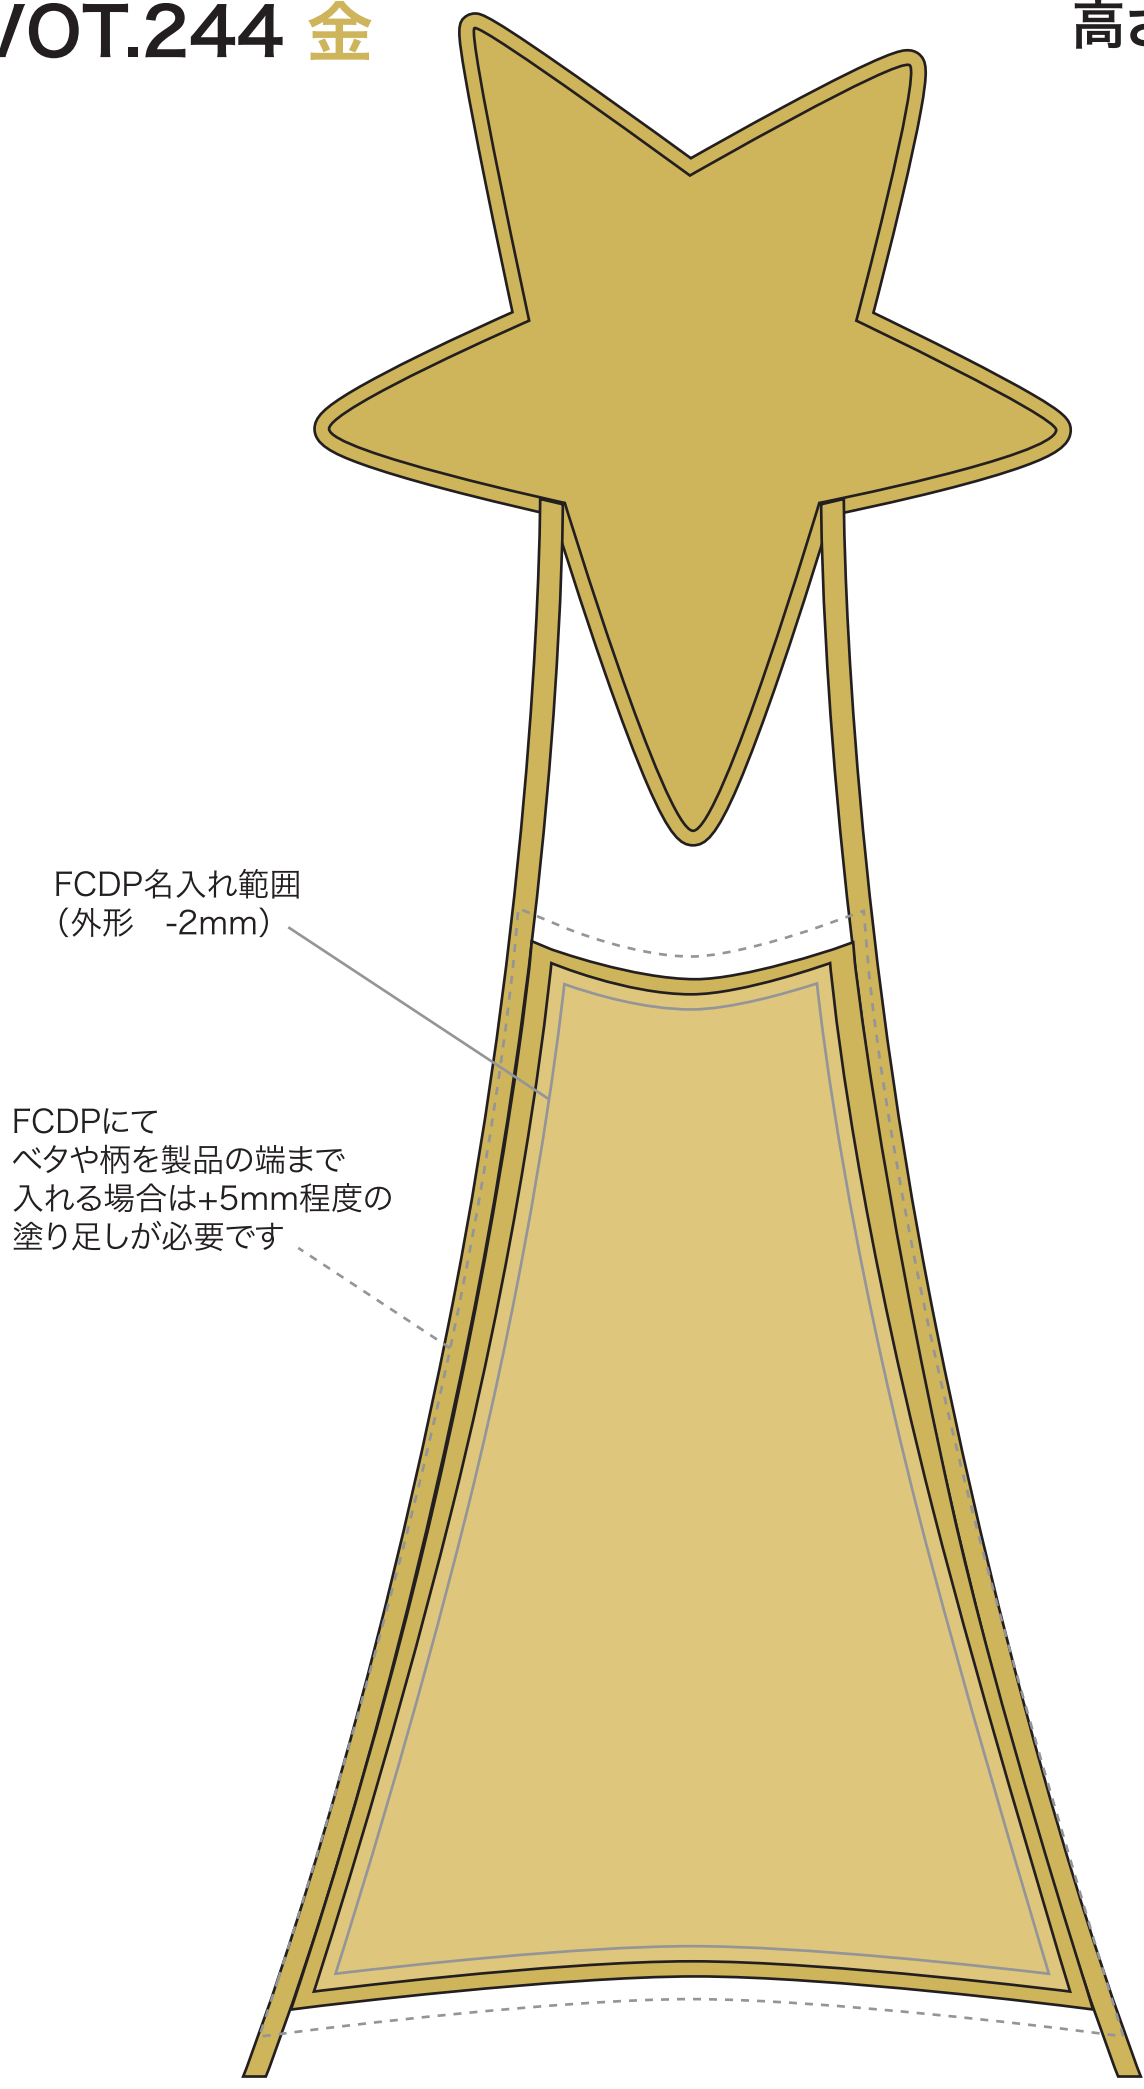 VOT.244 金
高さ
FCDP名入れ範囲
（外形　-2mm）
FCDPにて
ベタや柄を製品の端まで
入れる場合は+5mm程度の
塗り足しが必要です